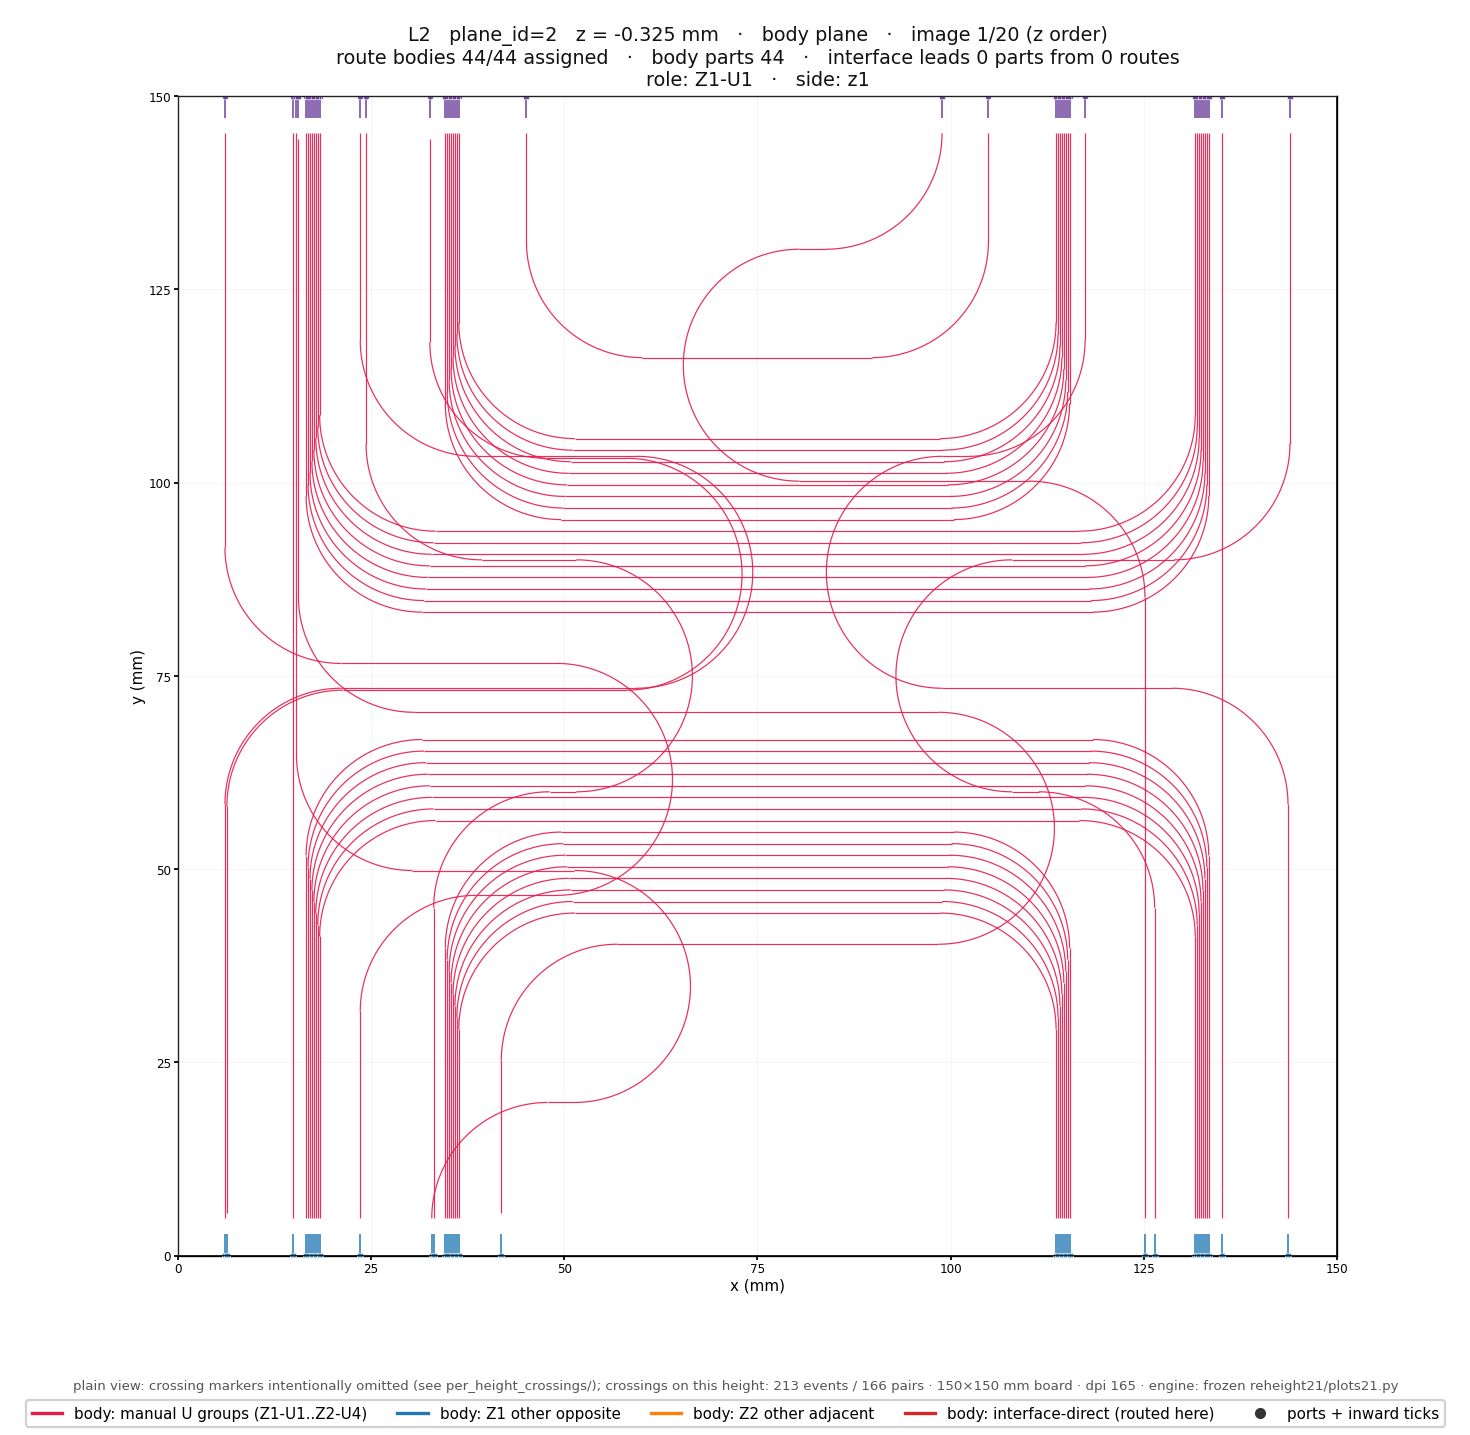 L2   plane_id=2   z = -0.325 mm   ·   body plane   ·   image 1/20 (z order)
route bodies 44/44 assigned   ·   body parts 44   ·   interface leads 0 parts from 0 routes
role: Z1-U1   ·   side: z1
150
125
100
75
50
25
0
y (mm)
0 25 50 75 100 125 150
x (mm)
plain view: crossing markers intentionally omitted (see per_height_crossings/); crossings on this height: 213 events / 166 pairs · 150×150 mm board · dpi 165 · engine: frozen reheight21/plots21.py
body: manual U groups (Z1-U1..Z2-U4) body: Z1 other opposite body: Z2 other adjacent body: interface-direct (routed here) ports + inward ticks